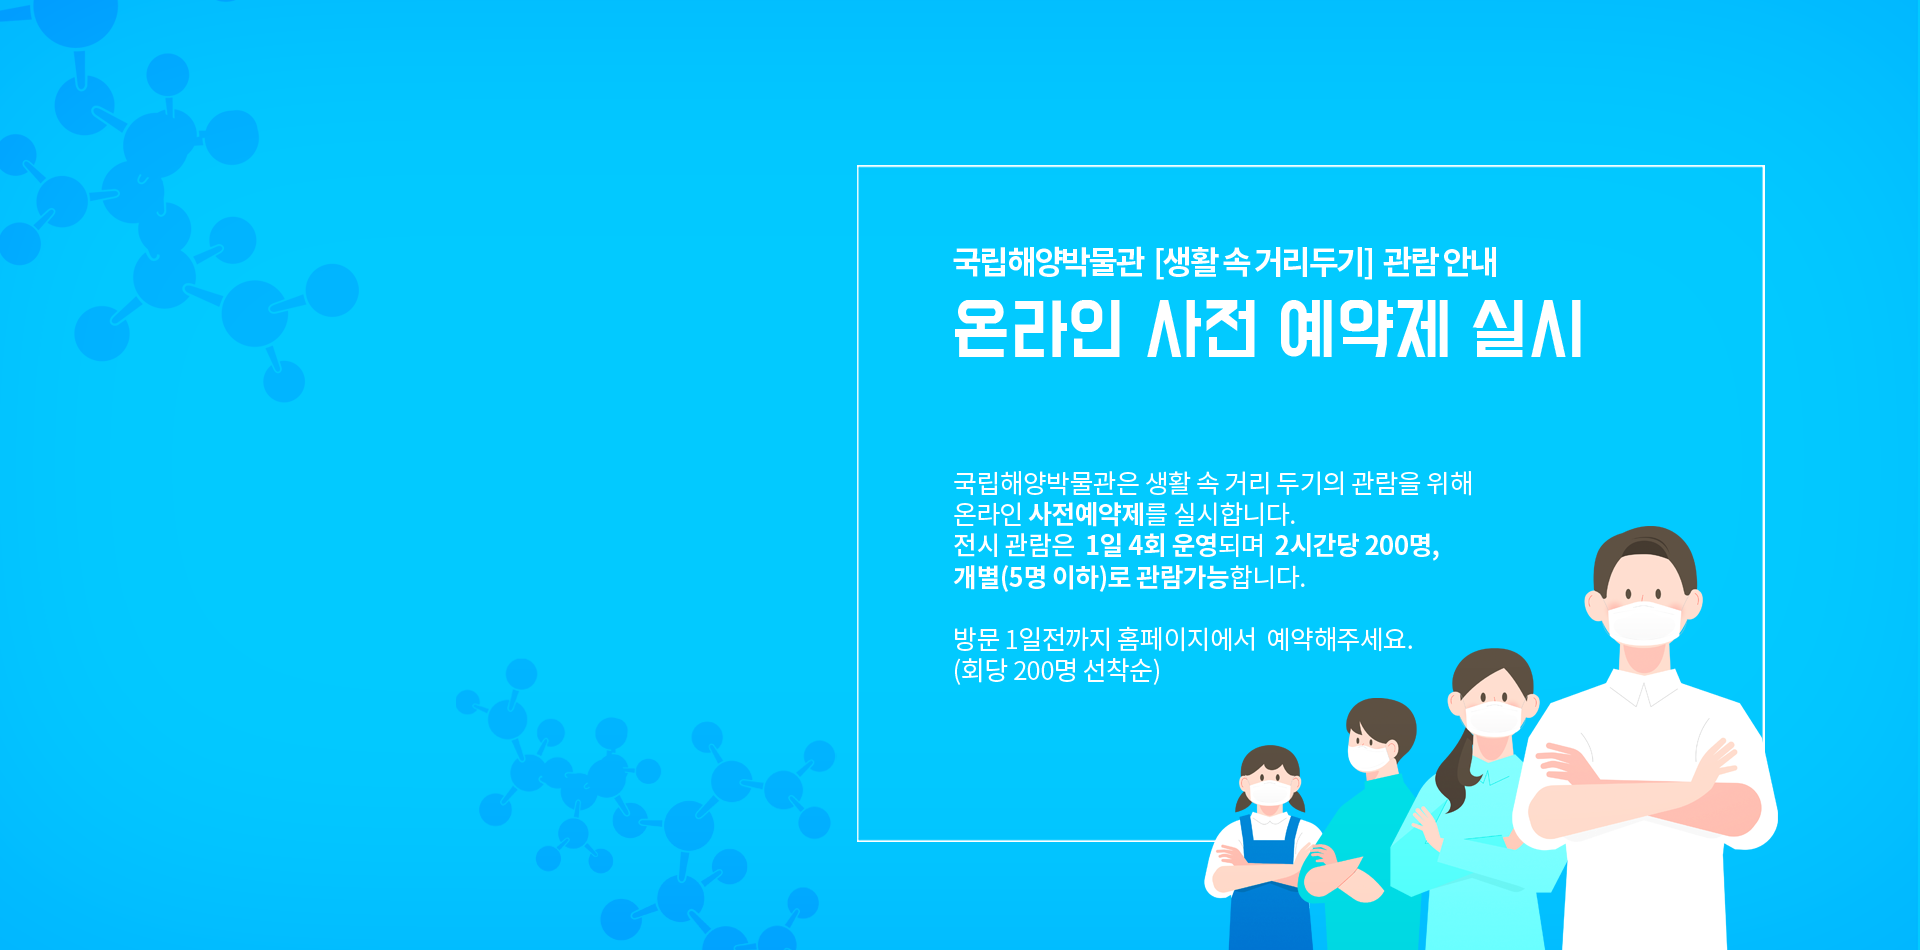 국립해양박물관 [생활 속 거리두기] 관람 안내
온라인 사전 예약제 실시
국립해양박물관은 생활 속 거리 두기의 관람을 위해
온라인 사전예약제를 실시합니다.
전시 관람은 1일 4회 운영되며 2시간당 200명,
개별(5명 이하)로 관람가능합니다.
방문 1일전까지 홈페이지에서 예약해주세요.
(회당 200명 선착순)